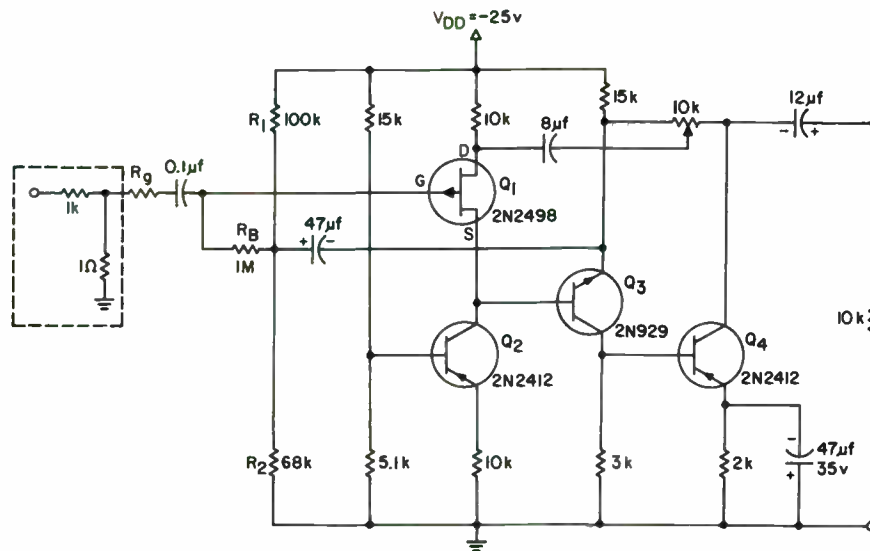 V_DD = -25v
R1 100k
15k
10k
15k
10k
12µf
- +
8µf
D
G
Q1
2N2498
S
Rg
0.1µf
1k
1Ω
RB
1M
47µf
+ -
Q3
2N929
Q2
2N2412
Q4
2N2412
10k
R2 68k
5.1k
10k
3k
2k
-
47µf
+
35v